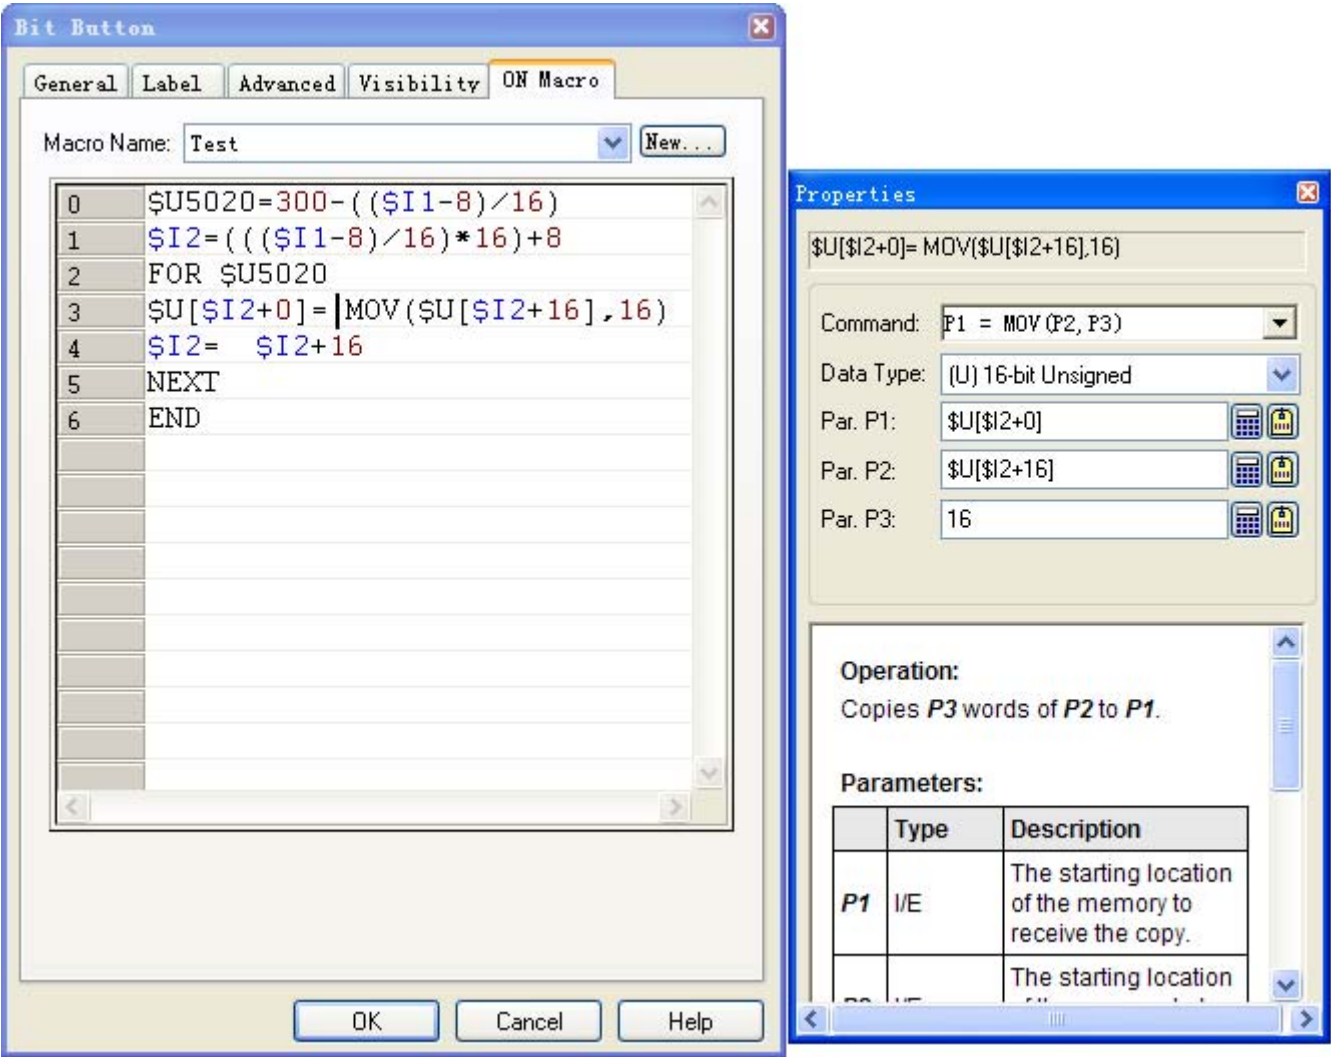 Bit Button
General Label Advanced Visibility ON Macro
Macro Name: Test New...
0 $U5020=300-(($I1-8)/16)
1 $I2=((($I1-8)/16)*16)+8
2 FOR $U5020
3 $U[$I2+0]=MOV($U[$I2+16],16)
4 $I2= $I2+16
5 NEXT
6 END
OK Cancel Help
Properties
$U[$I2+0]= MOV($U[$I2+16],16)
Command: P1 = MOV(P2,P3)
Data Type: (U) 16-bit Unsigned
Par. P1: $U[$I2+0]
Par. P2: $U[$I2+16]
Par. P3: 16
Operation:
Copies P3 words of P2 to P1.
Parameters:
Type Description
P1 I/E The starting location
of the memory to
receive the copy.
The starting location